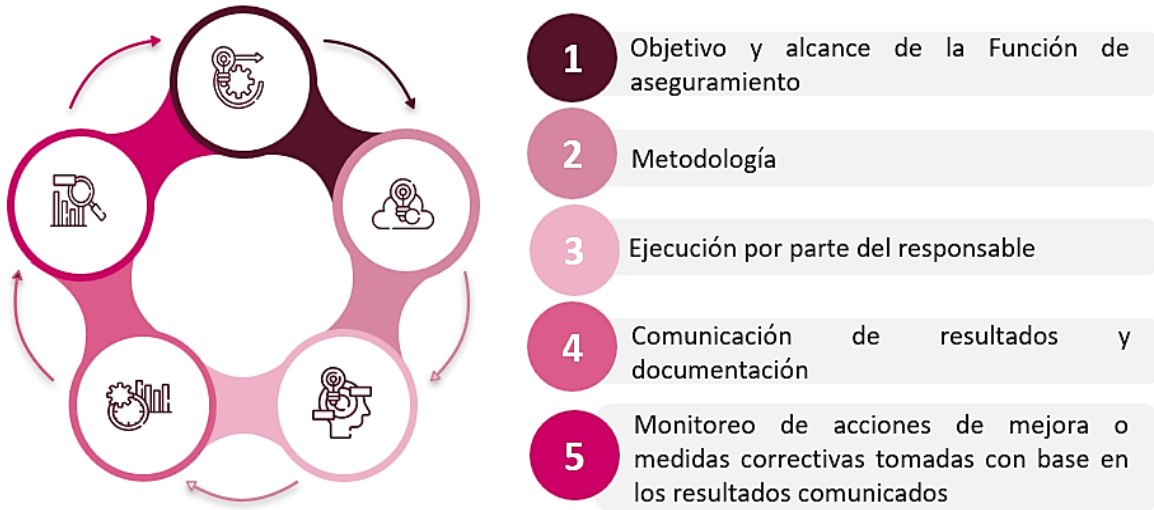 1
Objetivo y alcance de la Función de
aseguramiento
2
Metodología
3
Ejecución por parte del responsable
4
Comunicación de resultados y
documentación
5
Monitoreo de acciones de mejora o
medidas correctivas tomadas con base en
los resultados comunicados